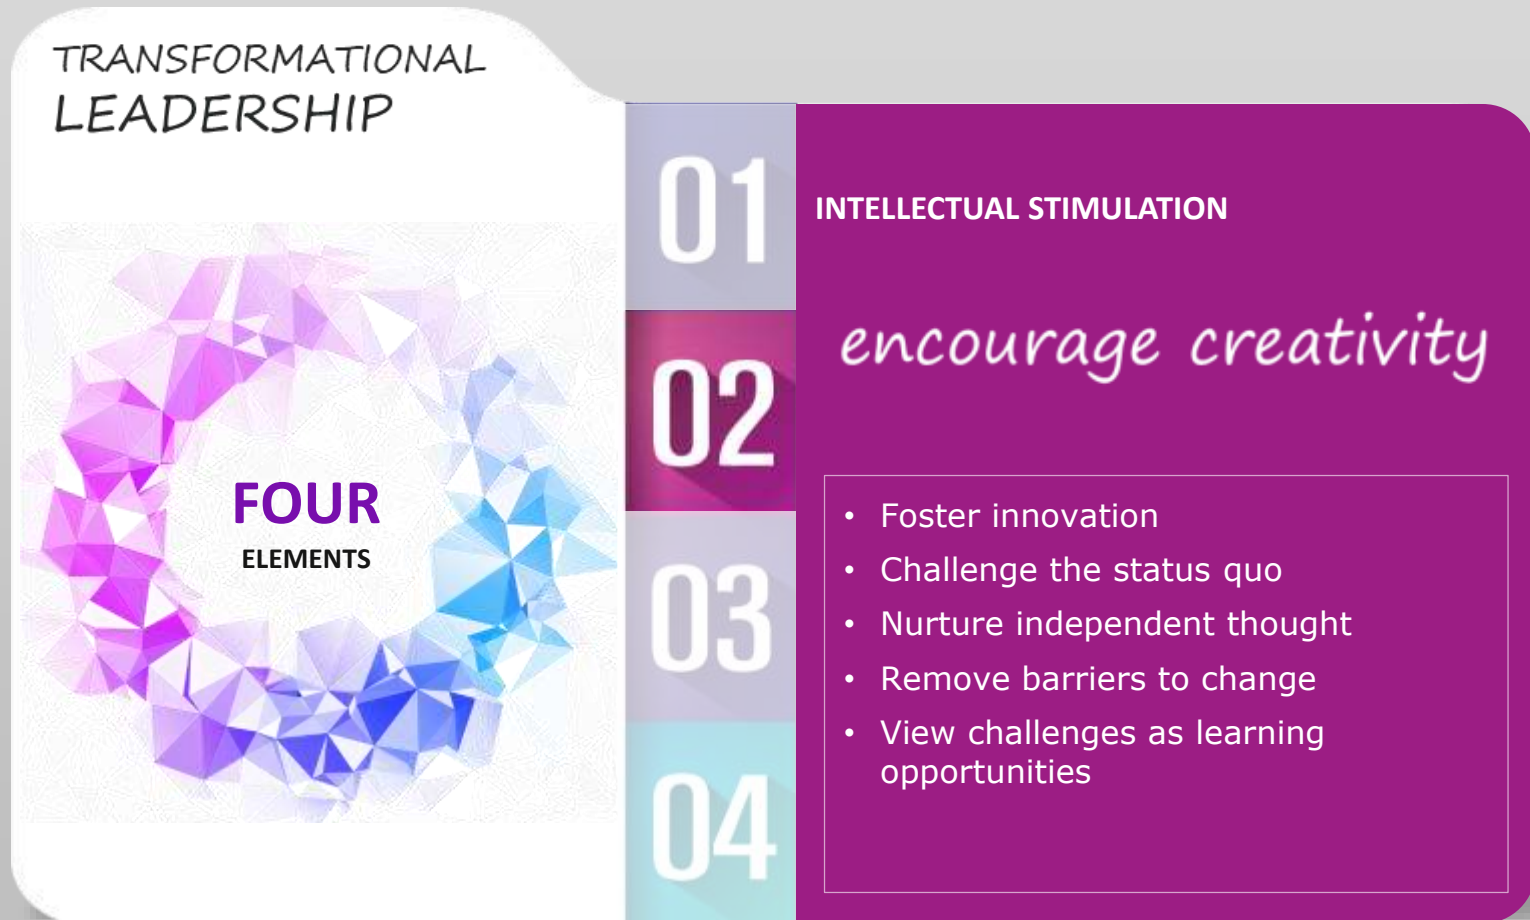 TRANSFORMATIONAL
LEADERSHIP
FOUR
ELEMENTS
01
02
03
04
INTELLECTUAL STIMULATION
encourage creativity
• Foster innovation
• Challenge the status quo
• Nurture independent thought
• Remove barriers to change
• View challenges as learning
opportunities